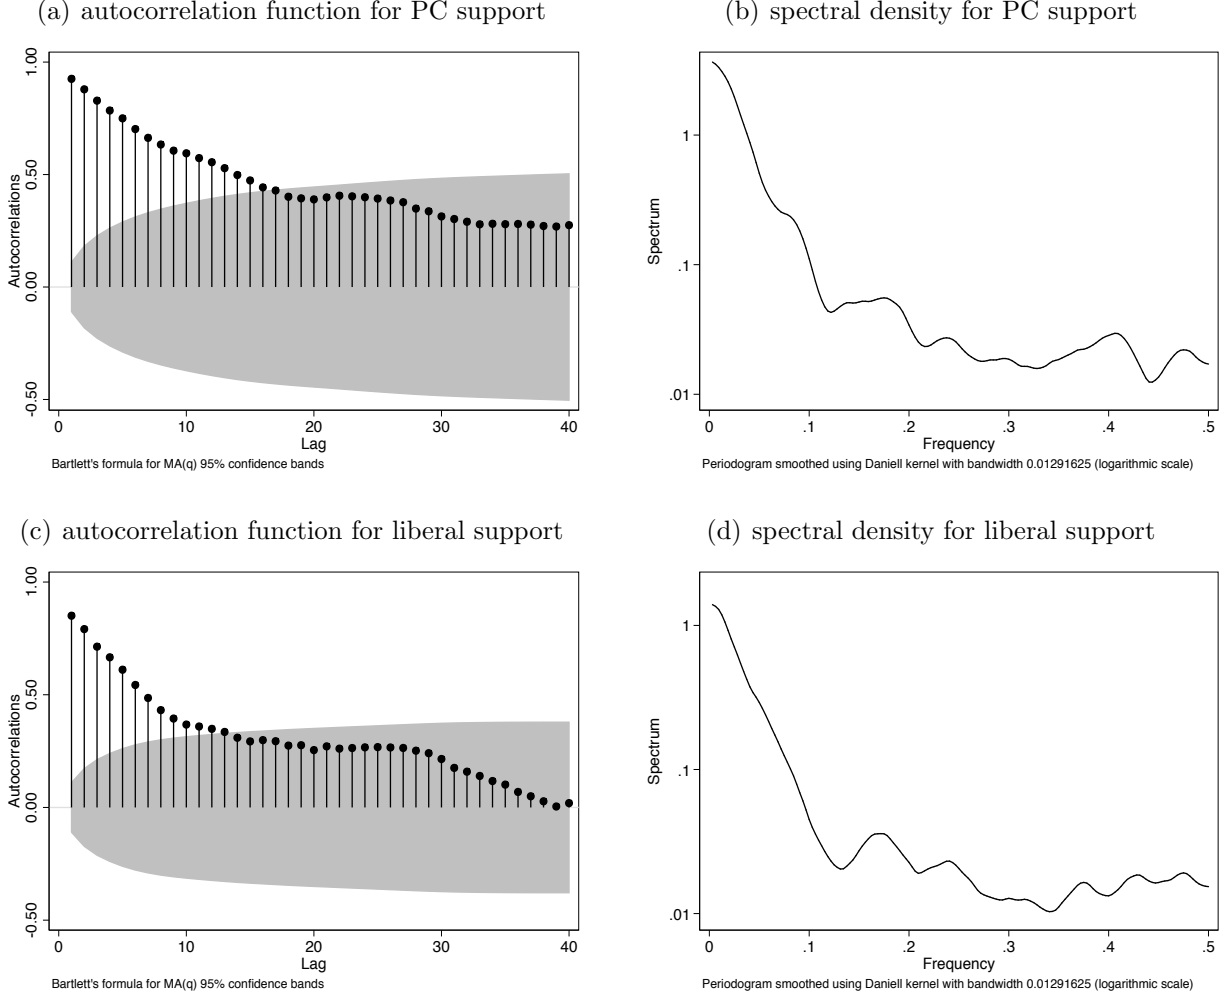 (a) autocorrelation function for PC support
(b) spectral density for PC support
Autocorrelations
1.00
0.50
0.00
-0.50
0 10 20 30 40
Lag
Bartlett's formula for MA(q) 95% confidence bands
Spectrum
1
.1
.01
0 .1 .2 .3 .4 .5
Frequency
Periodogram smoothed using Daniell kernel with bandwidth 0.01291625 (logarithmic scale)
(c) autocorrelation function for liberal support
(d) spectral density for liberal support
Autocorrelations
1.00
0.50
0.00
-0.50
0 10 20 30 40
Lag
Bartlett's formula for MA(q) 95% confidence bands
Spectrum
1
.1
.01
0 .1 .2 .3 .4 .5
Frequency
Periodogram smoothed using Daniell kernel with bandwidth 0.01291625 (logarithmic scale)